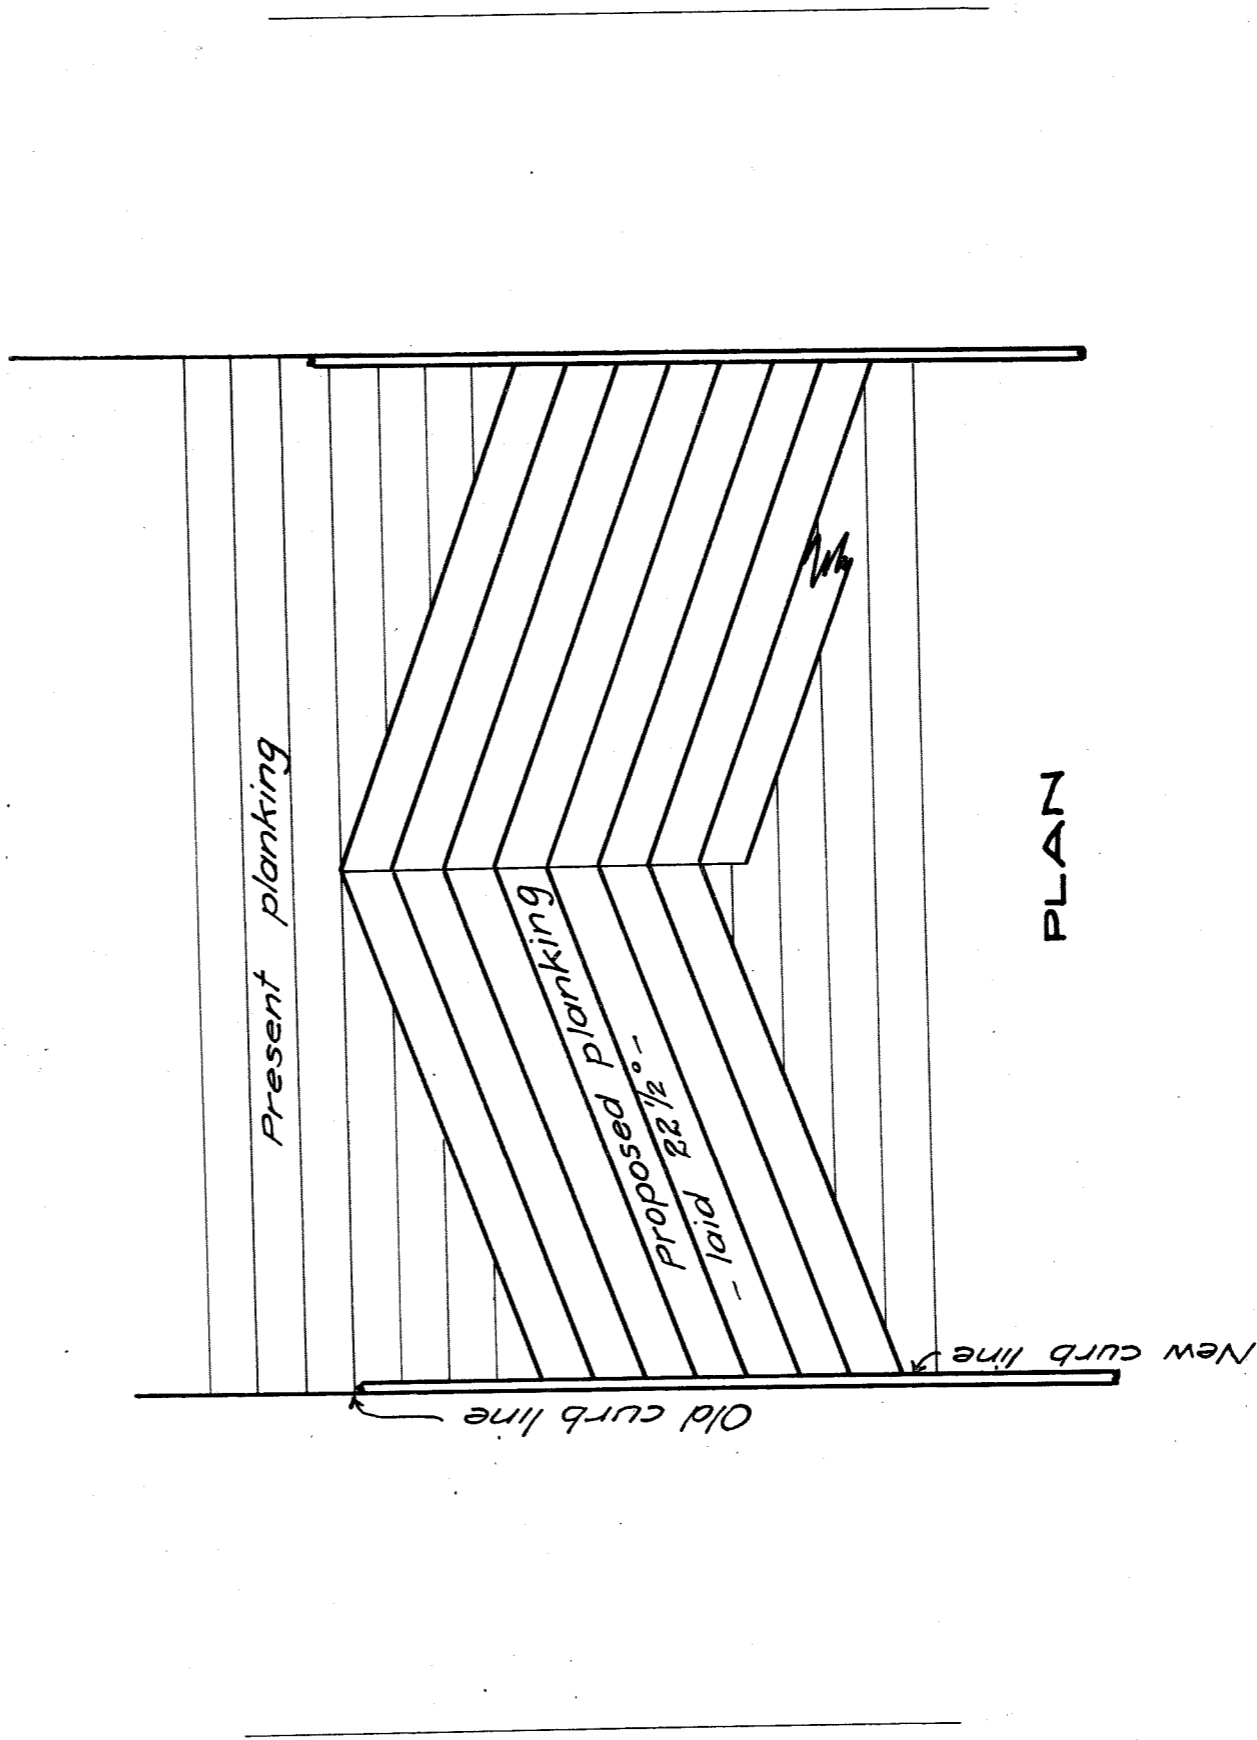 Present planking
Proposed planking
- laid 22½° -
Old curb line
New curb line
PLAN